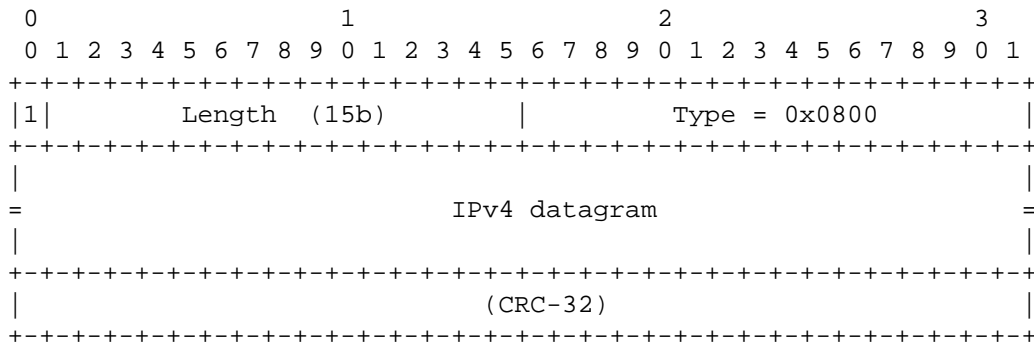 0                   1                   2                   3
 0 1 2 3 4 5 6 7 8 9 0 1 2 3 4 5 6 7 8 9 0 1 2 3 4 5 6 7 8 9 0 1
+-+-+-+-+-+-+-+-+-+-+-+-+-+-+-+-+-+-+-+-+-+-+-+-+-+-+-+-+-+-+-+-+
|1|        Length  (15b)        |         Type = 0x0800         |
+-+-+-+-+-+-+-+-+-+-+-+-+-+-+-+-+-+-+-+-+-+-+-+-+-+-+-+-+-+-+-+-+
|                                                               |
=                           IPv4 datagram                       =
|                                                               |
+-+-+-+-+-+-+-+-+-+-+-+-+-+-+-+-+-+-+-+-+-+-+-+-+-+-+-+-+-+-+-+-+
|                             (CRC-32)                          |
+-+-+-+-+-+-+-+-+-+-+-+-+-+-+-+-+-+-+-+-+-+-+-+-+-+-+-+-+-+-+-+-+